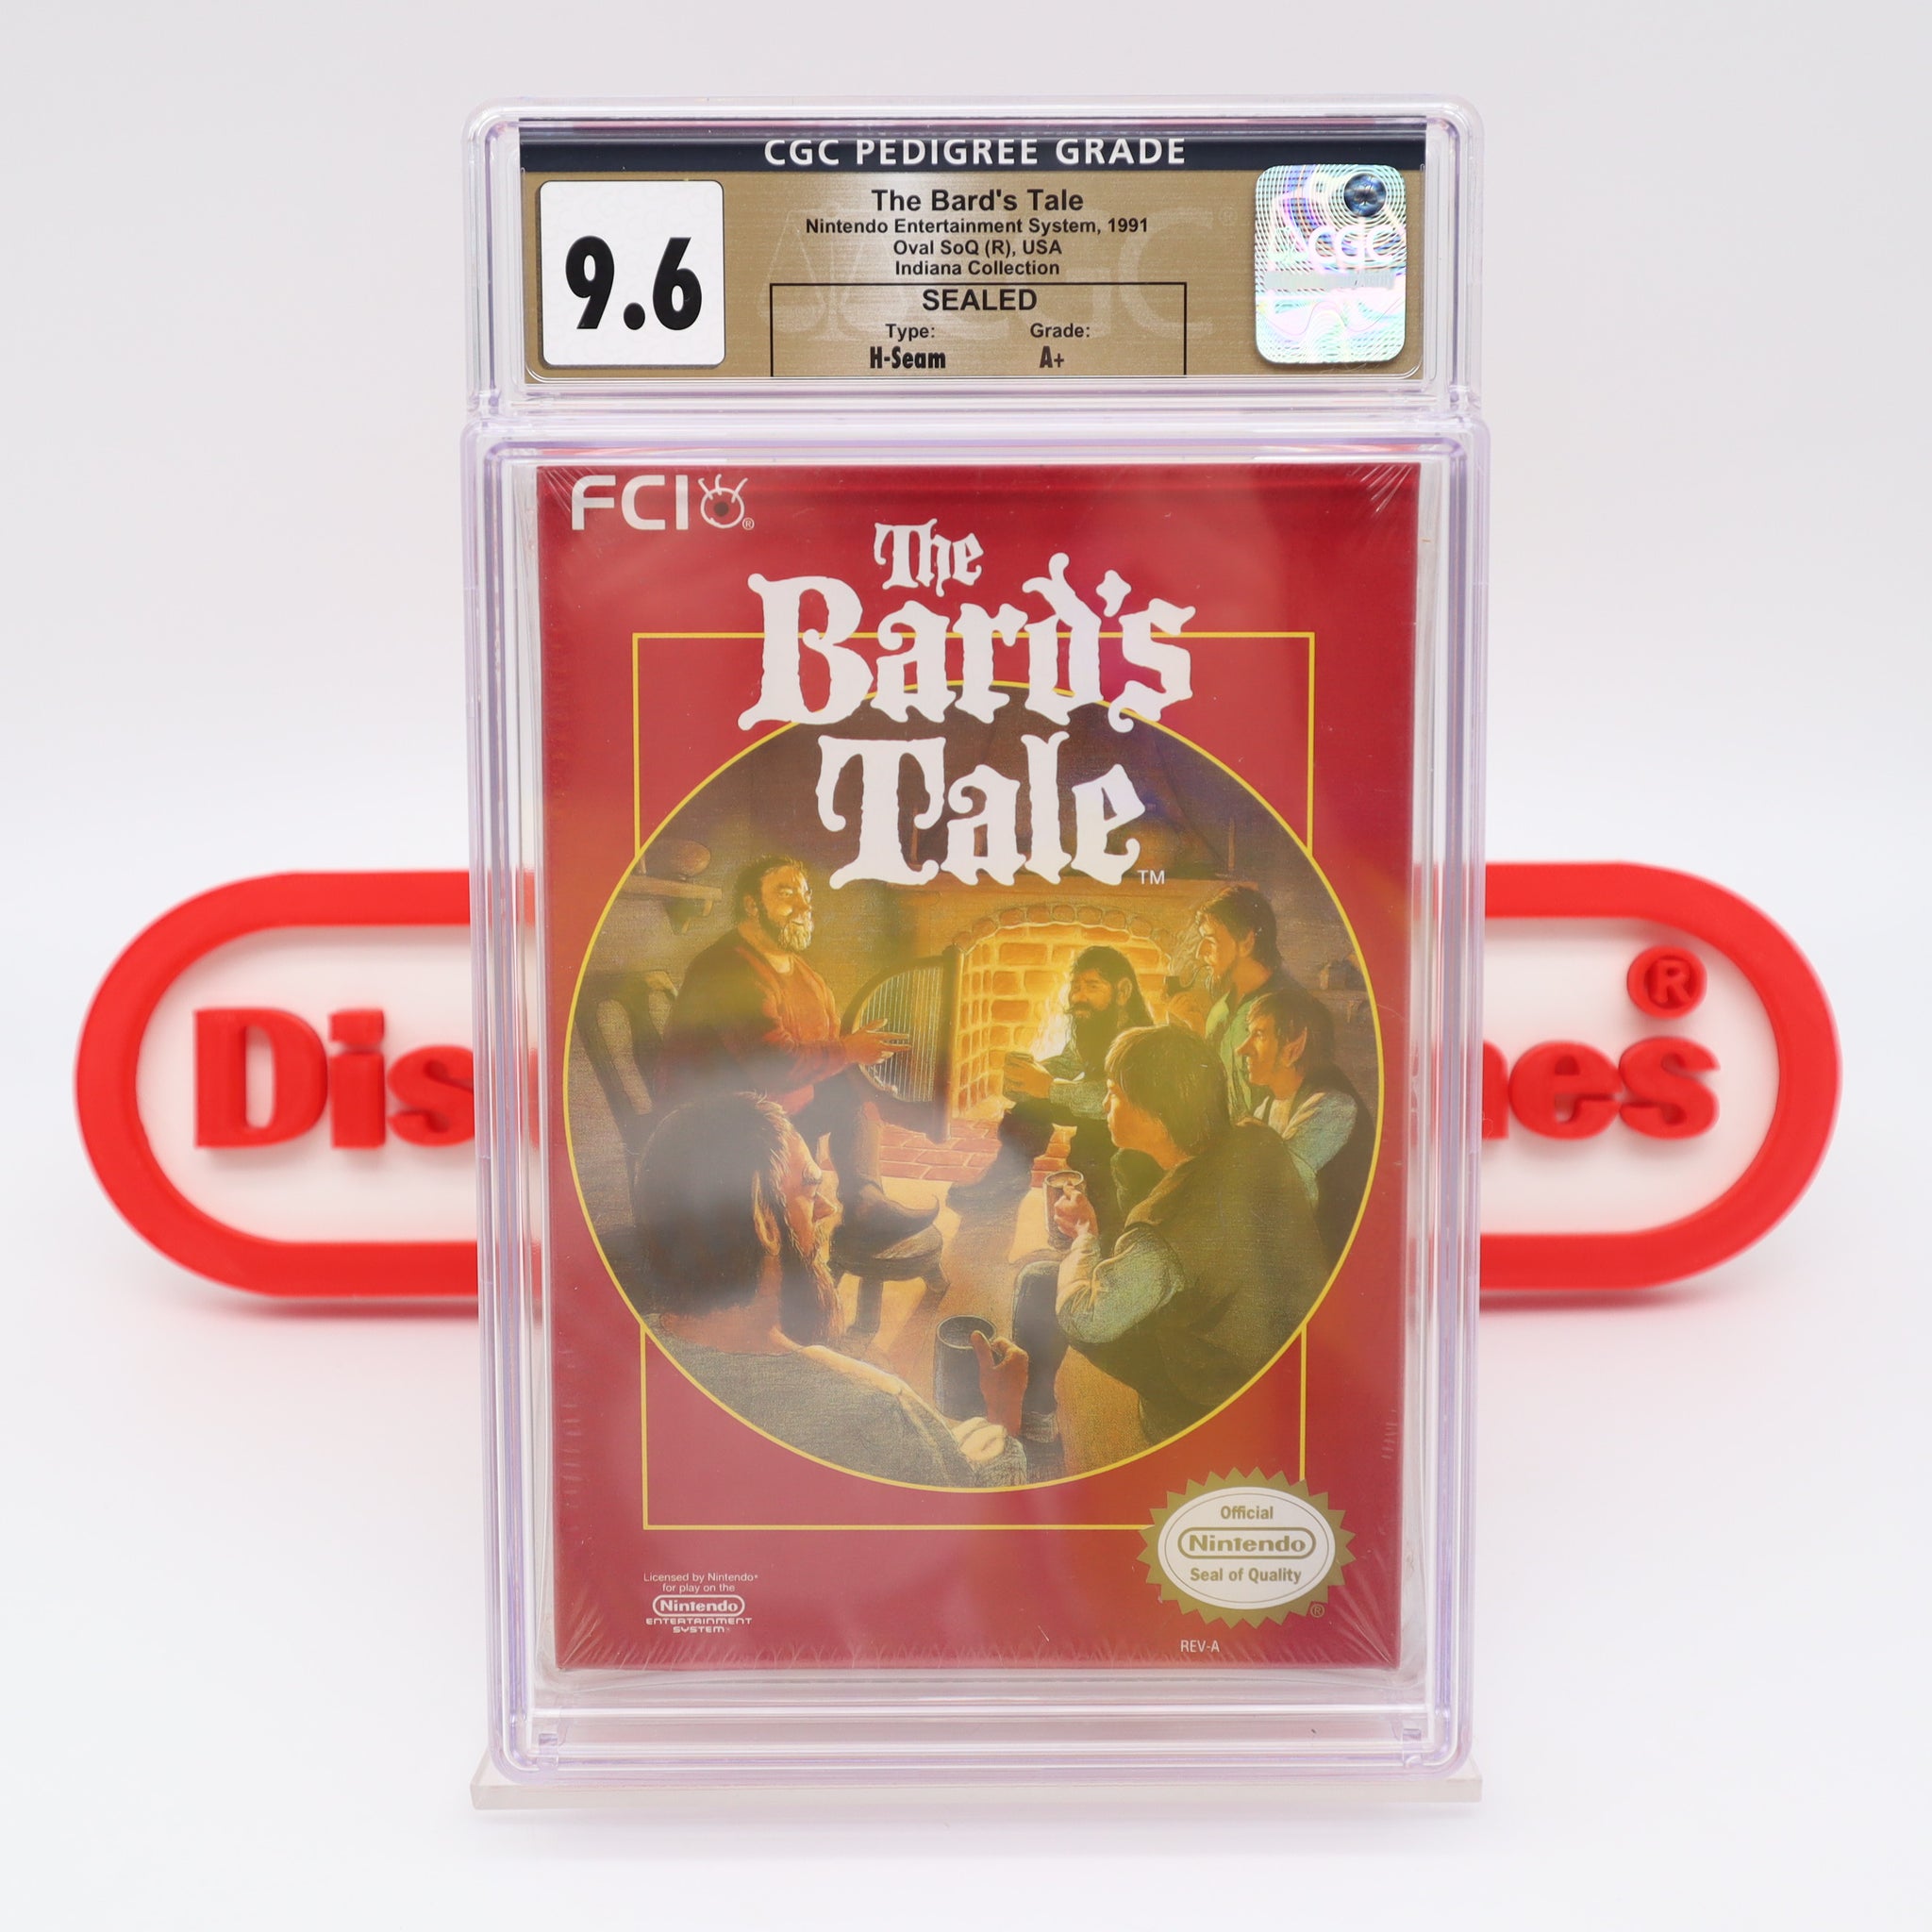 CGC PEDIGREE GRADE
9.6
The Bard's Tale
Nintendo Entertainment System, 1991
Oval SoQ (R), USA
Indiana Collection
SEALED
Type: Grade:
H-Seam A+
CGC
FCI®
The
Bard's
Tale™
Dis
nes®
Official
Nintendo
Seal of Quality
®
Licensed by Nintendo®
for play on the
Nintendo
ENTERTAINMENT
SYSTEM®
REV-A